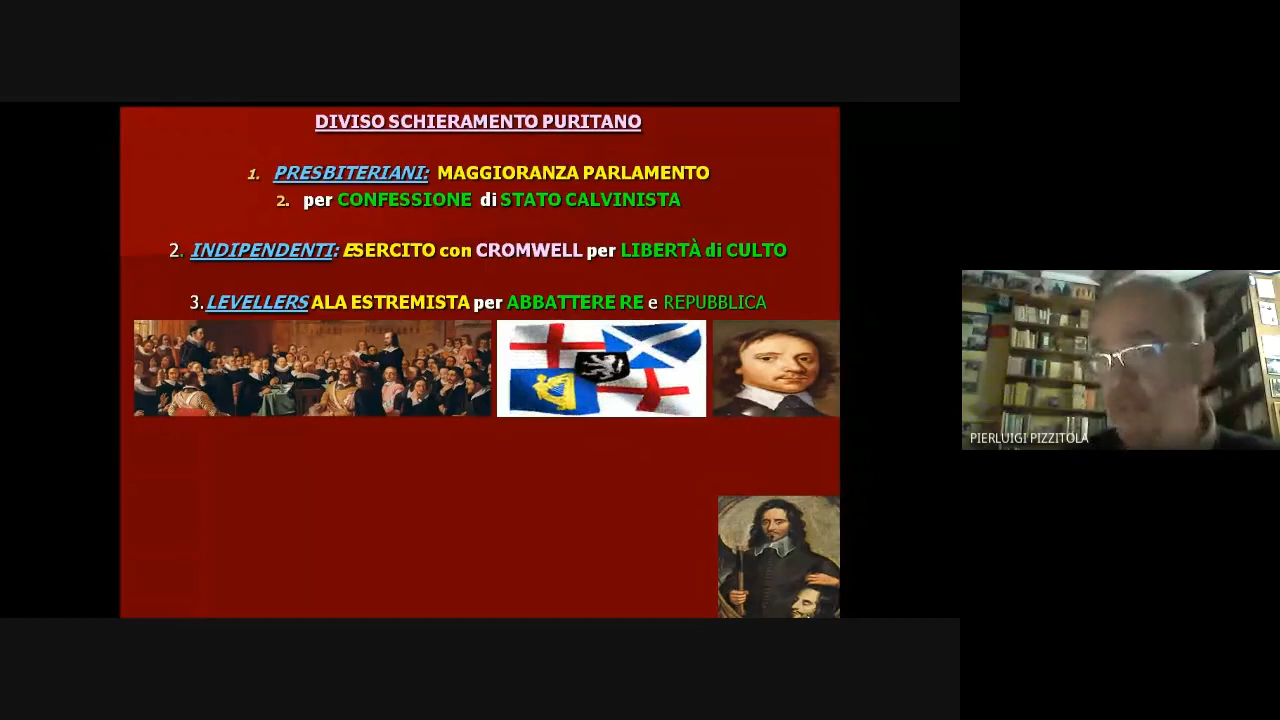 DIVISO SCHIERAMENTO PURITANO
1. PRESBITERIANI: MAGGIORANZA PARLAMENTO
2. per CONFESSIONE di STATO CALVINISTA
2. INDIPENDENTI: ESERCITO con CROMWELL per LIBERTÀ di CULTO
3. LEVELLERS ALA ESTREMISTA per ABBATTERE RE e REPUBBLICA
PIERLUIGI PIZZITOLA